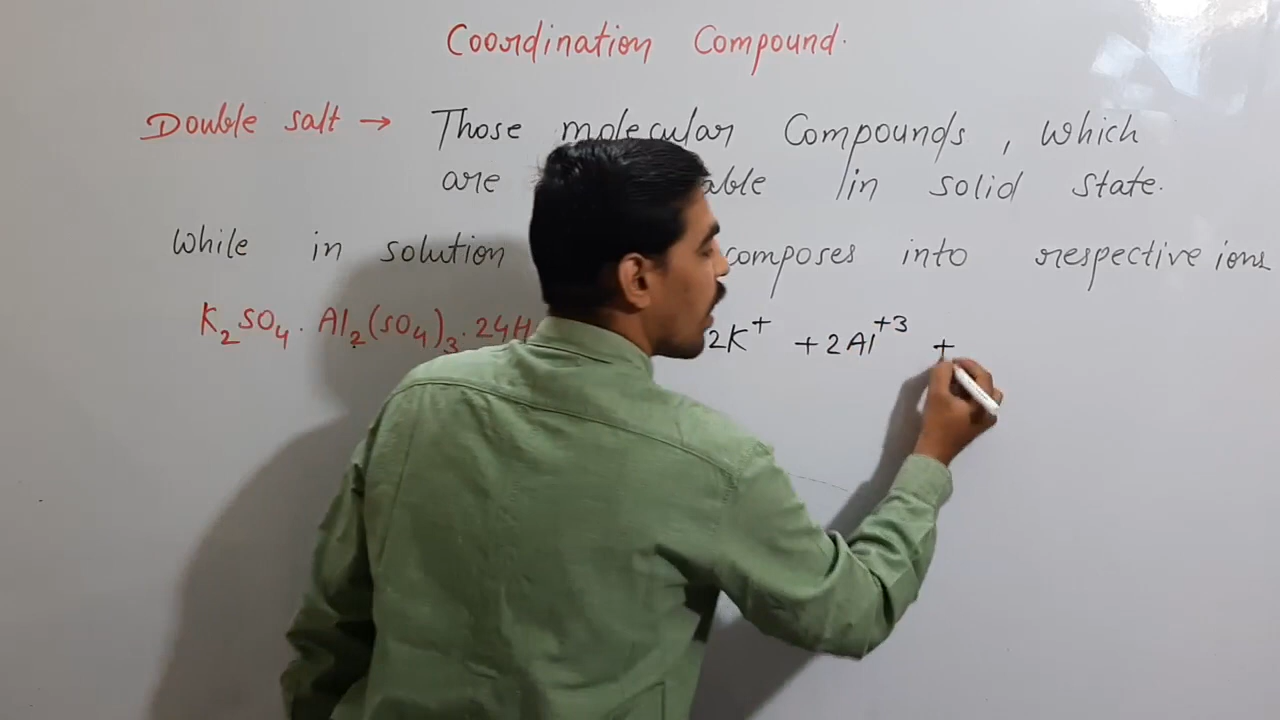 Coordination Compound.
Double salt → Those molecular Compounds, which
are able in solid state.
While in solution composes into respective ions
K₂SO₄. Al₂(SO₄)₃. 24H 2K⁺ + 2Al⁺³ +